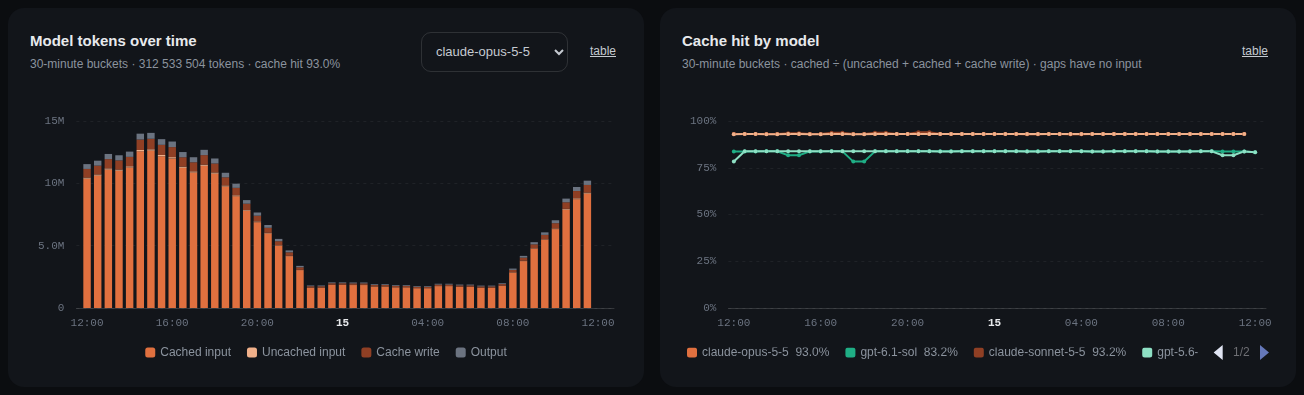 Model tokens over time
30-minute buckets · 312 533 504 tokens · cache hit 93.0%
claude-opus-5-5
table
15M
10M
5.0M
0
12:00 16:00 20:00 15 04:00 08:00 12:00
Cached input Uncached input Cache write Output
Cache hit by model
30-minute buckets · cached ÷ (uncached + cached + cache write) · gaps have no input
table
100%
75%
50%
25%
0%
12:00 16:00 20:00 15 04:00 08:00 12:00
claude-opus-5-5 93.0% gpt-6.1-sol 83.2% claude-sonnet-5-5 93.2% gpt-5.6- 1/2